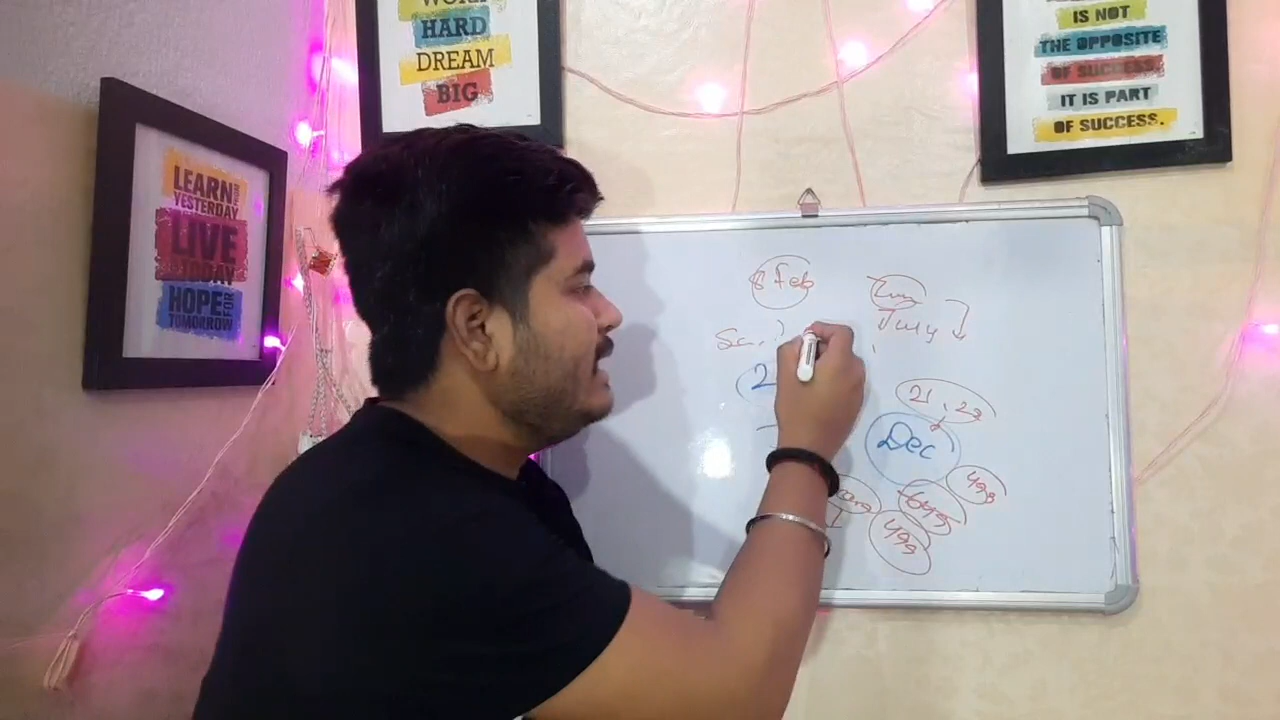 WORK
HARD
DREAM
BIG
IS NOT
THE OPPOSITE
OF SUCCESS.
IT IS PART
OF SUCCESS.
LEARN FROM
YESTERDAY
LIVE
TODAY
HOPE FOR
TOMORROW
8 Feb
July
21, 22
Dec
499